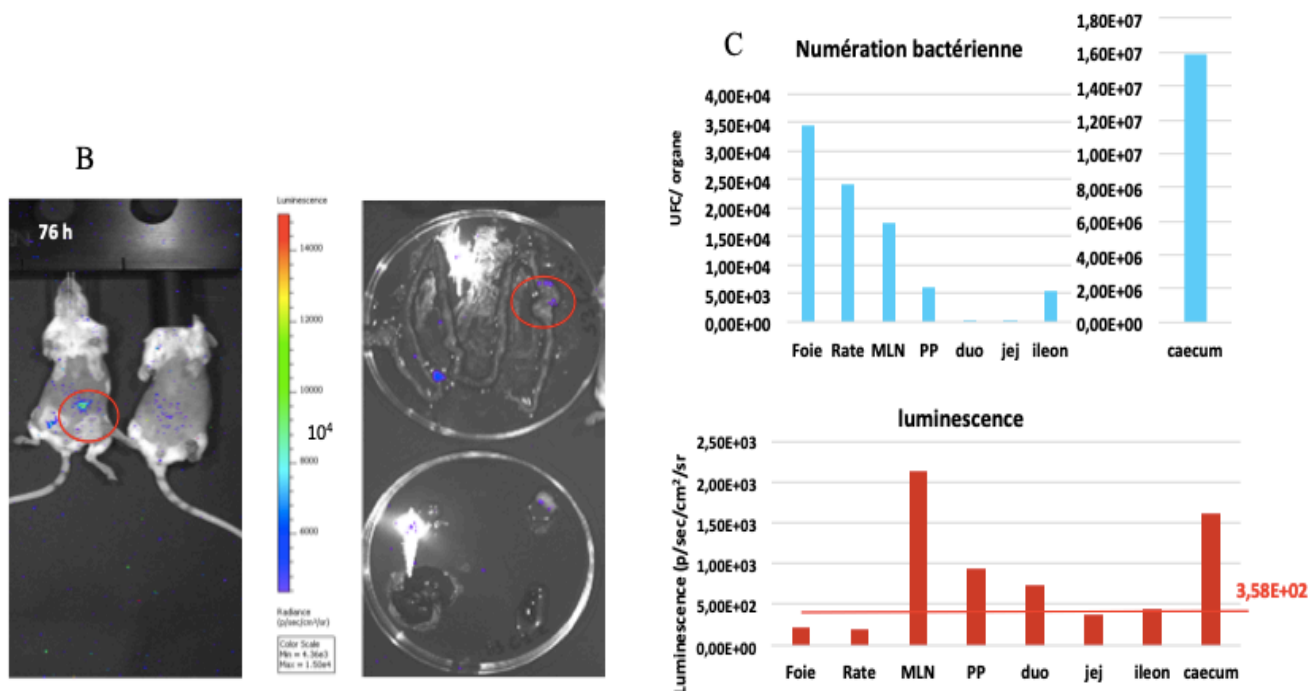 B
76 h
Luminescence
14000
12000
10000
10⁴
8000
6000
Radiance
(p/sec/cm²/sr)
Color Scale
Min = 4.36e3
Max = 1.50e4
C
Numération bactérienne
UFC/ organe
4,00E+04
3,50E+04
3,00E+04
2,50E+04
2,00E+04
1,50E+04
1,00E+04
5,00E+03
0,00E+00
Foie Rate MLN PP duo jej ileon
1,80E+07
1,60E+07
1,40E+07
1,20E+07
1,00E+07
8,00E+06
6,00E+06
4,00E+06
2,00E+06
0,00E+00
caecum
luminescence
Luminescence (p/sec/cm²/sr
2,50E+03
2,00E+03
1,50E+03
1,00E+03
5,00E+02
0,00E+00
3,58E+02
Foie Rate MLN PP duo jej ileon caecum